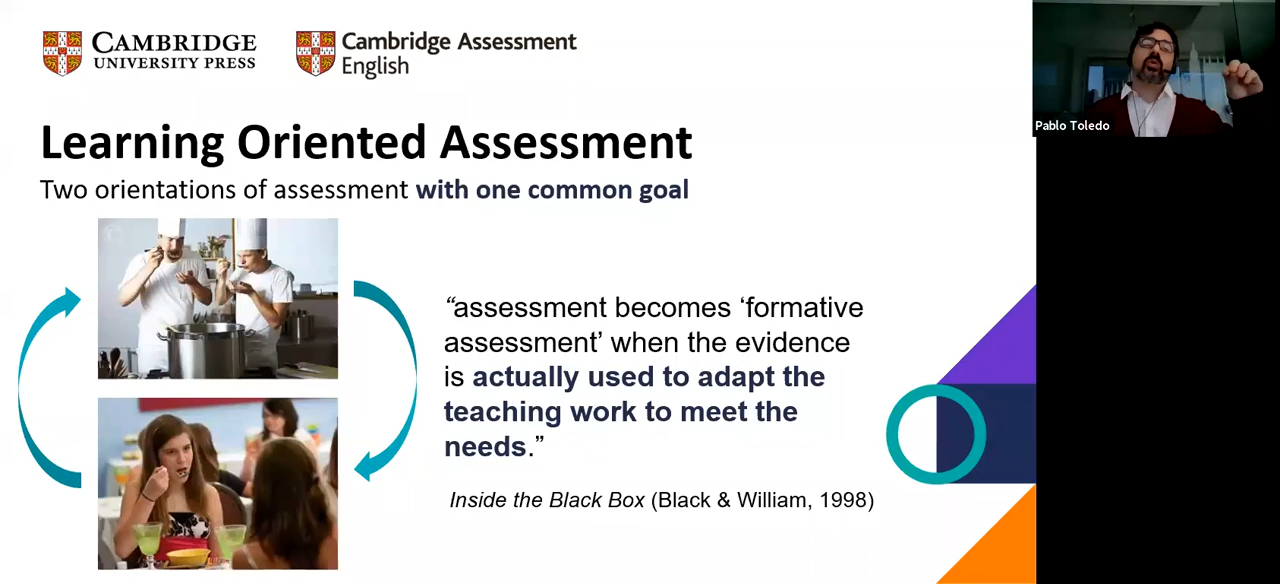 CAMBRIDGE
UNIVERSITY PRESS
Cambridge Assessment
English
Learning Oriented Assessment
Two orientations of assessment with one common goal
“assessment becomes ‘formative
assessment’ when the evidence
is actually used to adapt the
teaching work to meet the
needs.”
Inside the Black Box (Black & William, 1998)
Pablo Toledo